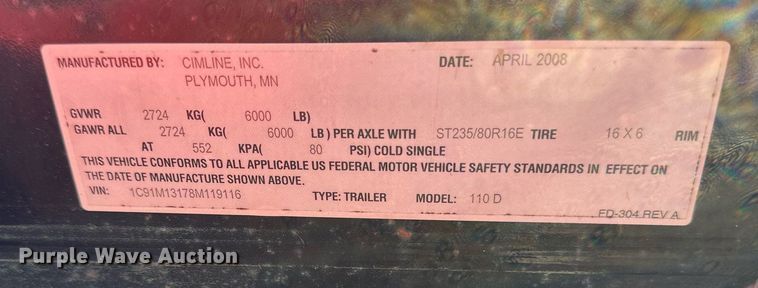 MANUFACTURED BY: CIMLINE, INC. DATE: APRIL 2008
PLYMOUTH, MN
GVWR 2724 KG( 6000 LB)
GAWR ALL 2724 KG( 6000 LB) PER AXLE WITH ST235/80R16E TIRE 16 X 6 RIM
AT 552 KPA( 80 PSI) COLD SINGLE
THIS VEHICLE CONFORMS TO ALL APPLICABLE US FEDERAL MOTOR VEHICLE SAFETY STANDARDS IN EFFECT ON
THE DATE OF MANUFACTURE SHOWN ABOVE.
VIN: 1C91M13178M119116 TYPE: TRAILER MODEL: 110 D
FD-304 REV A
Purple Wave Auction